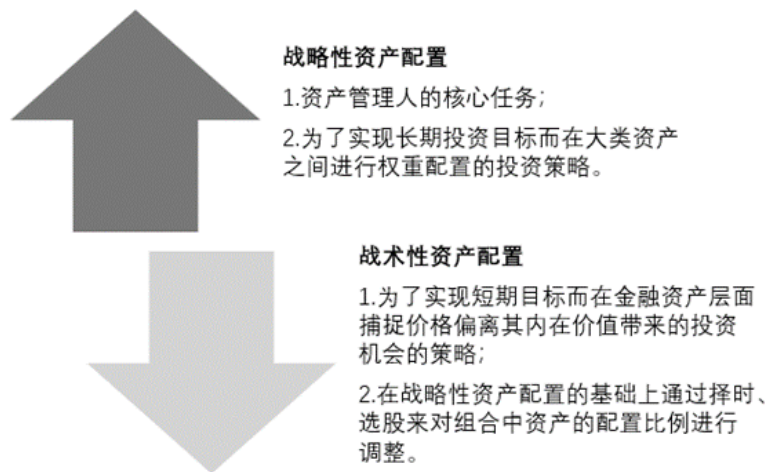 战略性资产配置
1.资产管理人的核心任务；
2.为了实现长期投资目标而在大类资产
之间进行权重配置的投资策略。
战术性资产配置
1.为了实现短期目标而在金融资产层面
捕捉价格偏离其内在价值带来的投资
机会的策略；
2.在战略性资产配置的基础上通过择时、
选股来对组合中资产的配置比例进行
调整。